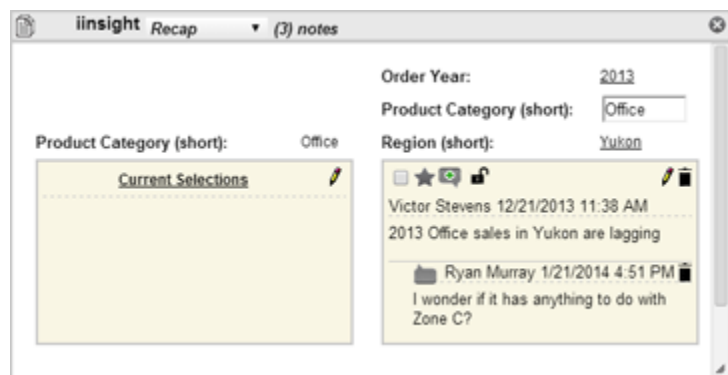 iinsight Recap (3) notes
Order Year: 2013
Product Category (short): Office
Product Category (short): Office
Region (short): Yukon
Current Selections
Victor Stevens 12/21/2013 11:38 AM
2013 Office sales in Yukon are lagging
Ryan Murray 1/21/2014 4:51 PM
I wonder if it has anything to do with
Zone C?